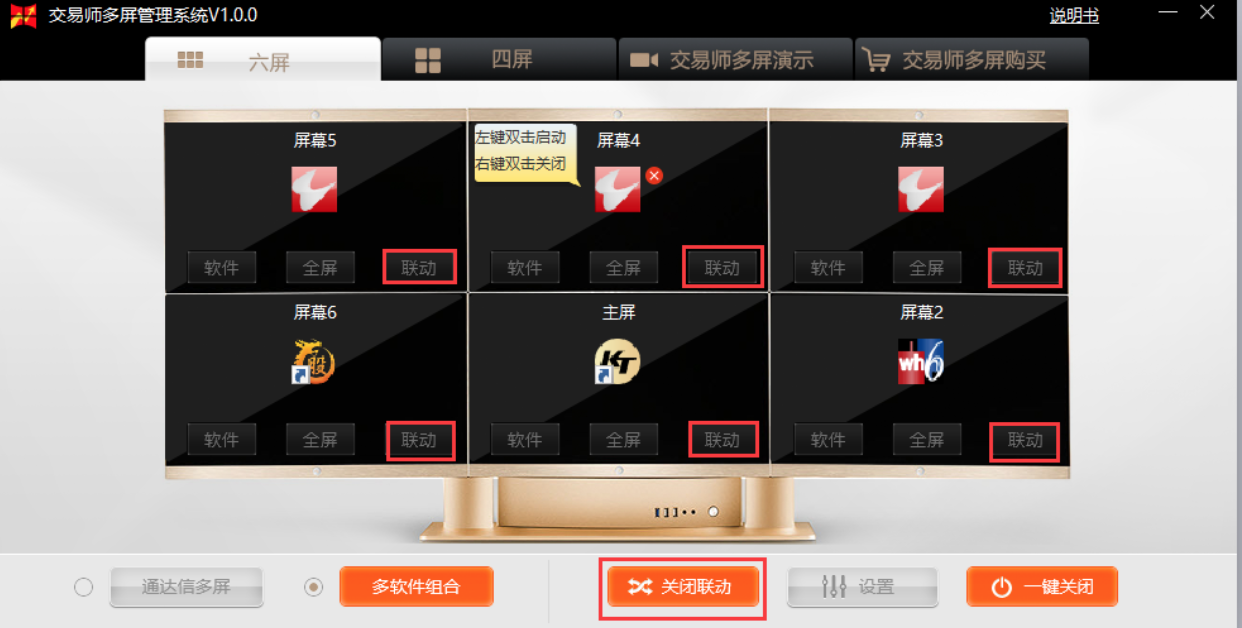 交易师多屏管理系统V1.0.0
说明书
六屏
四屏
交易师多屏演示
交易师多屏购买
屏幕5
左键双击启动
右键双击关闭
屏幕4
屏幕3
软件
全屏
联动
软件
全屏
联动
软件
全屏
联动
屏幕6
主屏
屏幕2
股
KT
wh6
软件
全屏
联动
软件
全屏
联动
软件
全屏
联动
通达信多屏
多软件组合
关闭联动
设置
一键关闭